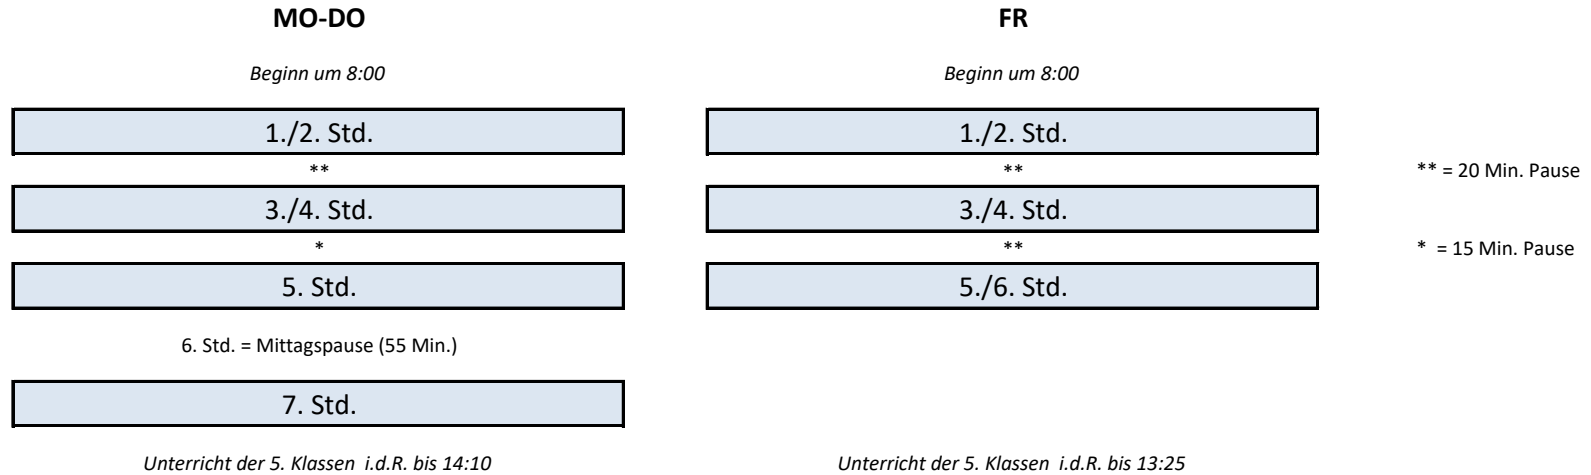 MO-DO
Beginn um 8:00
1./2. Std.
**
3./4. Std.
*
5. Std.
6. Std. = Mittagspause (55 Min.)
7. Std.
Unterricht der 5. Klassen  i.d.R. bis 14:10
FR
Beginn um 8:00
1./2. Std.
**
3./4. Std.
**
5./6. Std.
Unterricht der 5. Klassen  i.d.R. bis 13:25
** = 20 Min. Pause
*  = 15 Min. Pause